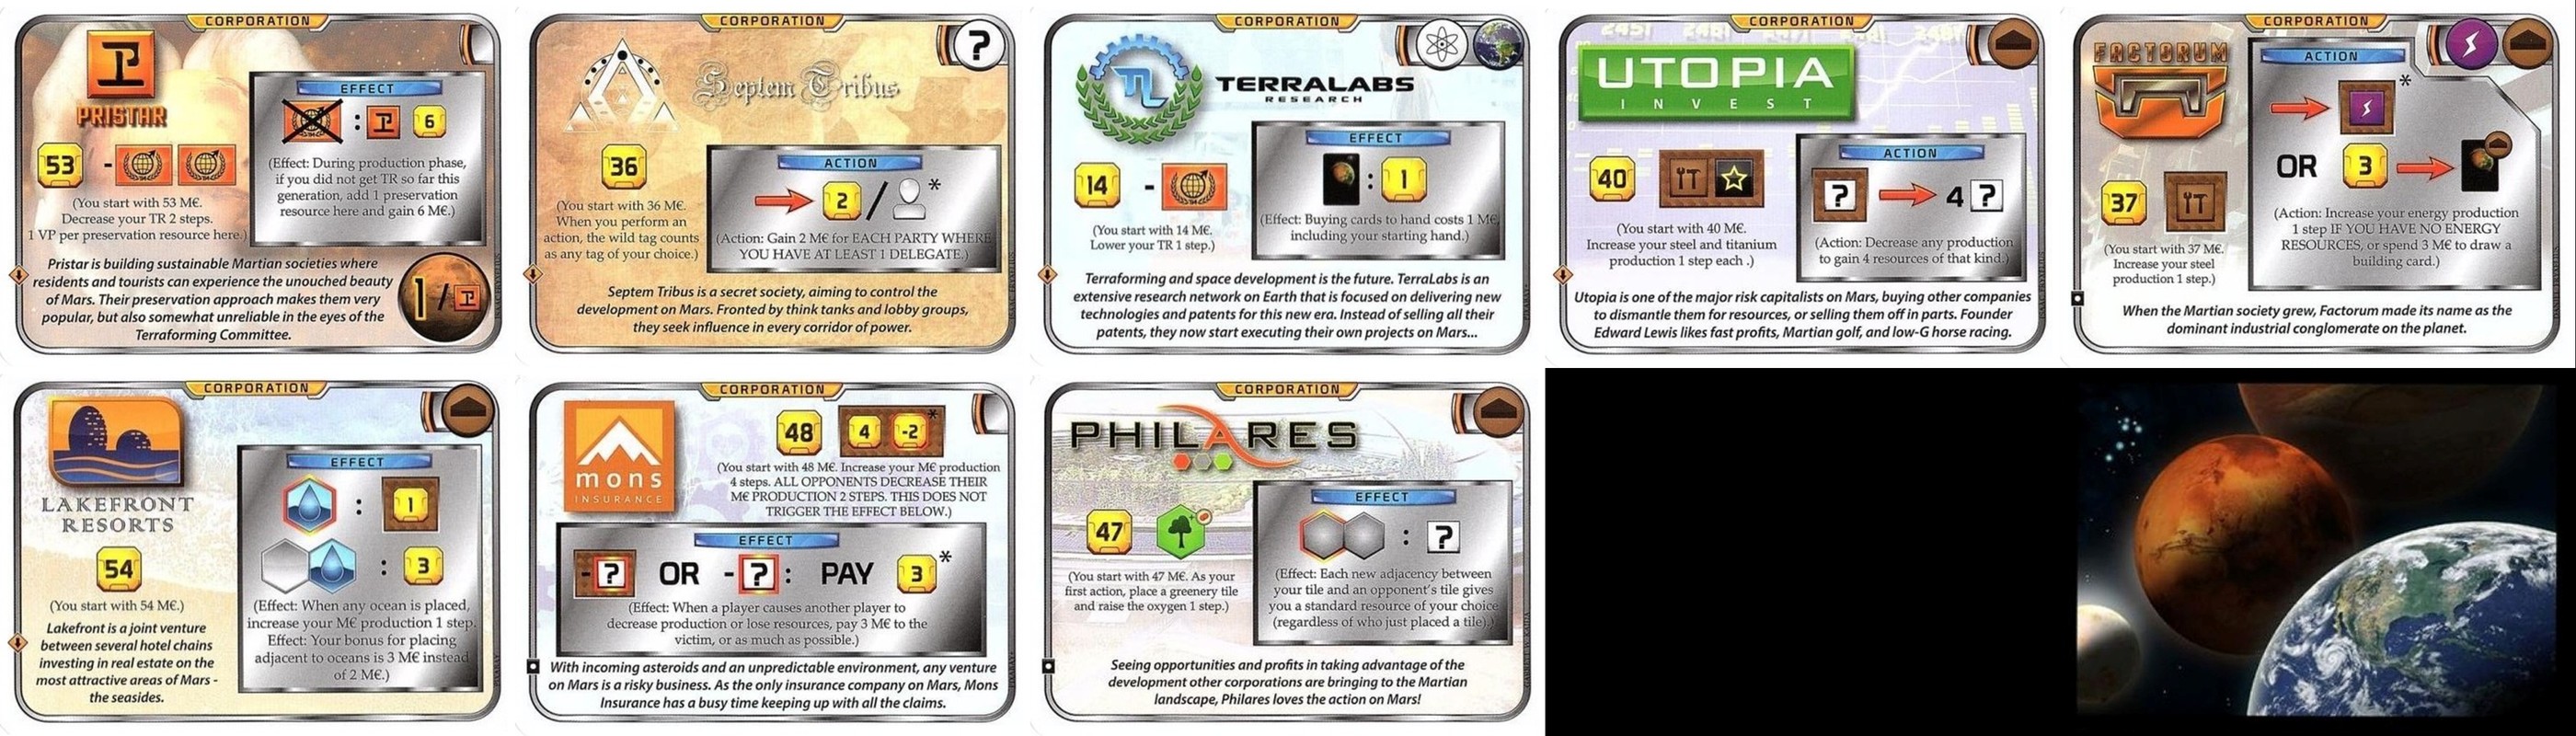 CORPORATION
PRISTAR
53 -
(You start with 53 M€.
Decrease your TR 2 steps.
1 VP per preservation resource here.)
EFFECT
: 6
(Effect: During production phase,
if you did not get TR so far this
generation, add 1 preservation
resource here and gain 6 M€.)
Pristar is building sustainable Martian societies where
residents and tourists can experience the unouched beauty
of Mars. Their preservation approach makes them very
popular, but also somewhat unreliable in the eyes of the
Terraforming Committee.
1/
CORPORATION
?
Septem Tribus
36
(You start with 36 M€.
When you perform an
action, the wild tag counts
as any tag of your choice.)
ACTION
2 / *
(Action: Gain 2 M€ for EACH PARTY WHERE
YOU HAVE AT LEAST 1 DELEGATE.)
Septem Tribus is a secret society, aiming to control the
development on Mars. Fronted by think tanks and lobby groups,
they seek influence in every corridor of power.
CORPORATION
TL
TERRALABS
RESEARCH
14 -
(You start with 14 M€.
Lower your TR 1 step.)
EFFECT
: 1
(Effect: Buying cards to hand costs 1 M€,
including your starting hand.)
Terraforming and space development is the future. TerraLabs is an
extensive research network on Earth that is focused on delivering new
technologies and patents for this new era. Instead of selling all their
patents, they now start executing their own projects on Mars...
CORPORATION
UTOPIA
INVEST
40
(You start with 40 M€.
Increase your steel and titanium
production 1 step each .)
ACTION
? 4 ?
(Action: Decrease any production
to gain 4 resources of that kind.)
Utopia is one of the major risk capitalists on Mars, buying other companies
to dismantle them for resources, or selling them off in parts. Founder
Edward Lewis likes fast profits, Martian golf, and low-G horse racing.
CORPORATION
FACTORUM
37
(You start with 37 M€.
Increase your steel
production 1 step.)
ACTION
*
OR 3
(Action: Increase your energy production
1 step IF YOU HAVE NO ENERGY
RESOURCES, or spend 3 M€ to draw a
building card.)
When the Martian society grew, Factorum made its name as the
dominant industrial conglomerate on the planet.
CORPORATION
LAKEFRONT
RESORTS
54
(You start with 54 M€.)
Lakefront is a joint venture
between several hotel chains
investing in real estate on the
most attractive areas of Mars -
the seasides.
EFFECT
: 1
: 3
(Effect: When any ocean is placed,
increase your M€ production 1 step.
Effect: Your bonus for placing
adjacent to oceans is 3 M€ instead
of 2 M€.)
CORPORATION
mons
INSURANCE
48 4 -2 *
(You start with 48 M€. Increase your M€ production
4 steps. ALL OPPONENTS DECREASE THEIR
M€ PRODUCTION 2 STEPS. THIS DOES NOT
TRIGGER THE EFFECT BELOW.)
EFFECT
- ? OR - ? : PAY 3 *
(Effect: When a player causes another player to
decrease production or lose resources, pay 3 M€ to the
victim, or as much as possible.)
With incoming asteroids and an unpredictable environment, any venture
on Mars is a risky business. As the only insurance company on Mars, Mons
Insurance has a busy time keeping up with all the claims.
CORPORATION
PHILARES
47
(You start with 47 M€. As your
first action, place a greenery tile
and raise the oxygen 1 step.)
EFFECT
: ?
(Effect: Each new adjacency between
your tile and an opponent's tile gives
you a standard resource of your choice
(regardless of who just placed a tile).)
Seeing opportunities and profits in taking advantage of the
development other corporations are bringing to the Martian
landscape, Philares loves the action on Mars!